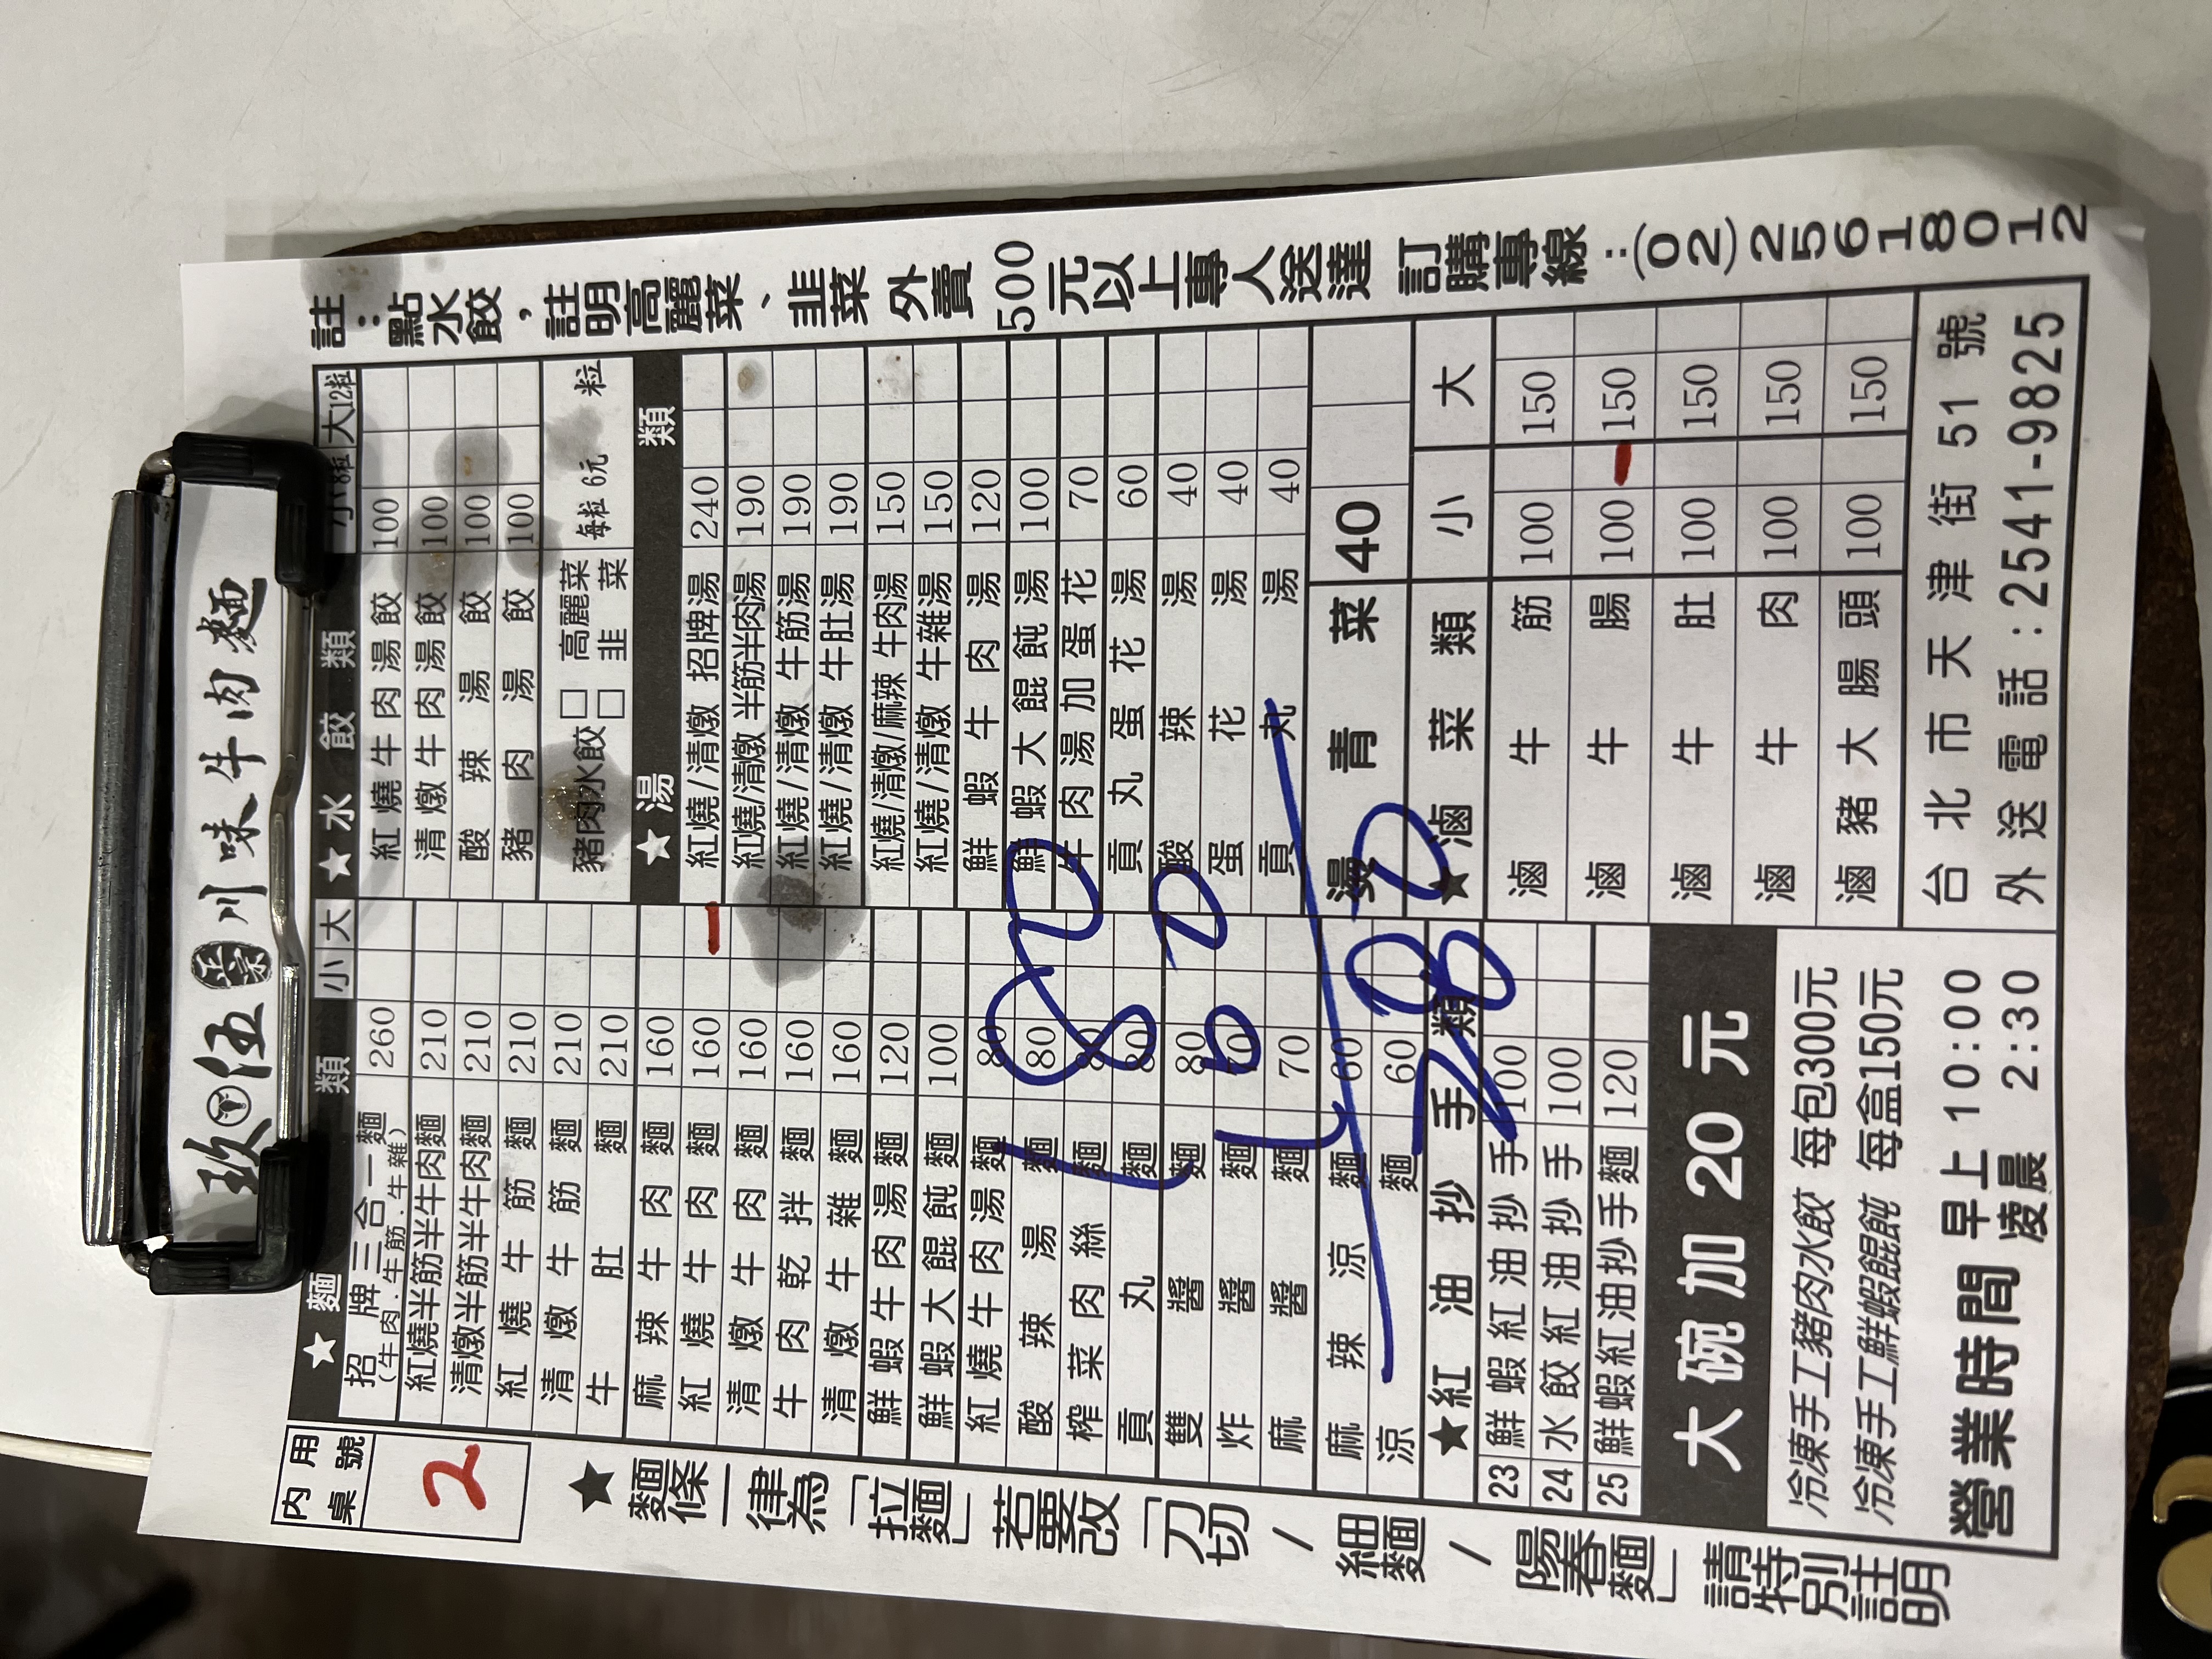 玖伍正宗川味牛肉麵
內用桌號
2
★麵類 小 大
招牌三合一麵 260
(牛肉.牛筋.牛雜)
紅燒半筋半牛肉麵 210
清燉半筋半牛肉麵 210
紅燒牛筋麵 210
清燉牛筋麵 210
牛肚麵 210
麻辣牛肉麵 160
紅燒牛肉麵 160
清燉牛肉麵 160
牛肉乾拌麵 160
清燉牛雜麵 160
鮮蝦牛肉湯麵 120
鮮蝦大餛飩麵 100
紅燒牛肉湯麵 80
酸辣湯麵 80
榨菜肉絲麵 80
貢丸麵 80
雙醬麵 80
炸醬麵 70
麻醬麵 70
麻辣涼麵 60
涼麵 60
★紅油抄手類
23 鮮蝦紅油抄手 100
24 水餃紅油抄手 100
25 鮮蝦紅油抄手麵 120
大碗加20元
冷凍手工豬肉水餃 每包300元
冷凍手工鮮蝦餛飩 每盒150元
營業時間 早上 10:00
凌晨 2:30
★水餃類 小8粒 大12粒
紅燒牛肉湯餃 100
清燉牛肉湯餃 100
酸辣湯餃 100
豬肉湯餃 100
豬肉水餃 □ 高麗菜 □ 韭菜 每粒 6元 粒
★湯類
紅燒/清燉 招牌湯 240
紅燒/清燉 半筋半肉湯 190
紅燒/清燉 牛筋湯 190
紅燒/清燉 牛肚湯 190
紅燒/清燉/麻辣 牛肉湯 150
紅燒/清燉 牛雜湯 150
鮮蝦牛肉湯 120
鮮蝦大餛飩湯 100
牛肉湯加蛋花 70
貢丸蛋花湯 60
酸辣湯 40
蛋花湯 40
貢丸湯 40
燙青菜 40
★滷菜類 小 大
滷牛筋 100 150
滷牛腸 100 150
滷牛肚 100 150
滷牛肉 100 150
滷豬大腸頭 100 150
台北市天津街51號
外送電話:2541-9825
180
100
280
★麵條一律為「拉麵」若要改「刀切/細麵/陽春麵」請特別註明
註:點水餃,註明高麗菜、韭菜 外賣500元以上專人送達 訂購專線:(02)25618012